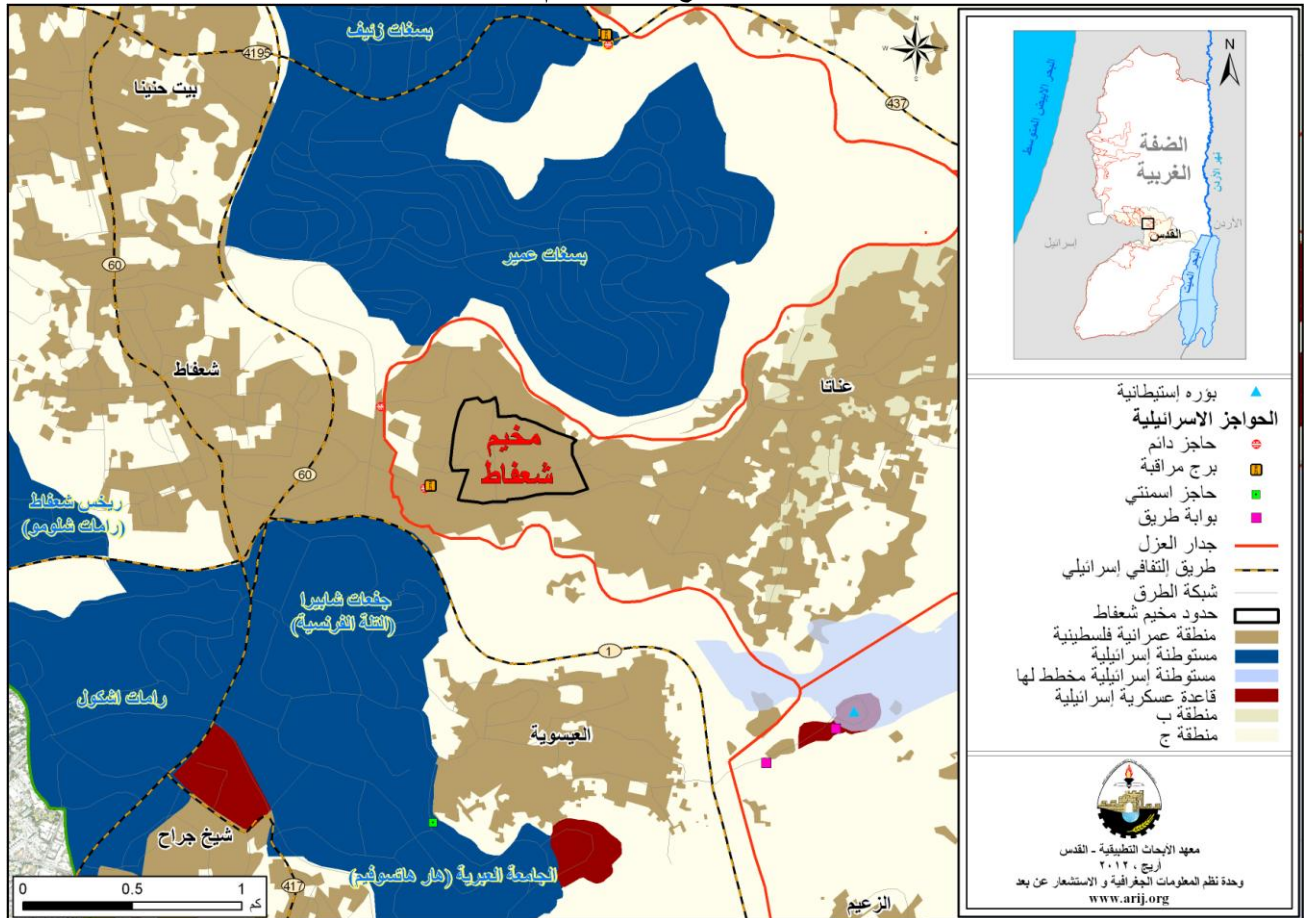 بسغات زئيف
4195
بيت حنينا
437
N
W
E
S
بسغات عمير
60
شعفاط
عناتا
مخيم
شعفاط
60
ريخس شعفاط
(رامات شلومو)
جفعات شابيرا
(التلة الفرنسية)
1
رامات اشكول
العيسوية
شيخ جراح
الجامعة العبرية (هار هاتسوفيم)
417
الزعيم
0 0.5 1
كم
N
البحر الابيض المتوسط
الضفة
الغربية
نهر الأردن
الأردن
القدس
إسرائيل
البحر الميت
بؤره إستيطانية
الحواجز الاسرائيلية
حاجز دائم
برج مراقبة
حاجز اسمنتي
بوابة طريق
جدار العزل
طريق إلتفافي إسرائيلي
شبكة الطرق
حدود مخيم شعفاط
منطقة عمرانية فلسطينية
مستوطنة إسرائيلية
مستوطنة إسرائيلية مخطط لها
قاعدة عسكرية إسرائيلية
منطقة ب
منطقة ج
معهد الأبحاث التطبيقية - القدس
أريج ، ٢٠١٢
وحدة نظم المعلومات الجغرافية و الاستشعار عن بعد
www.arij.org